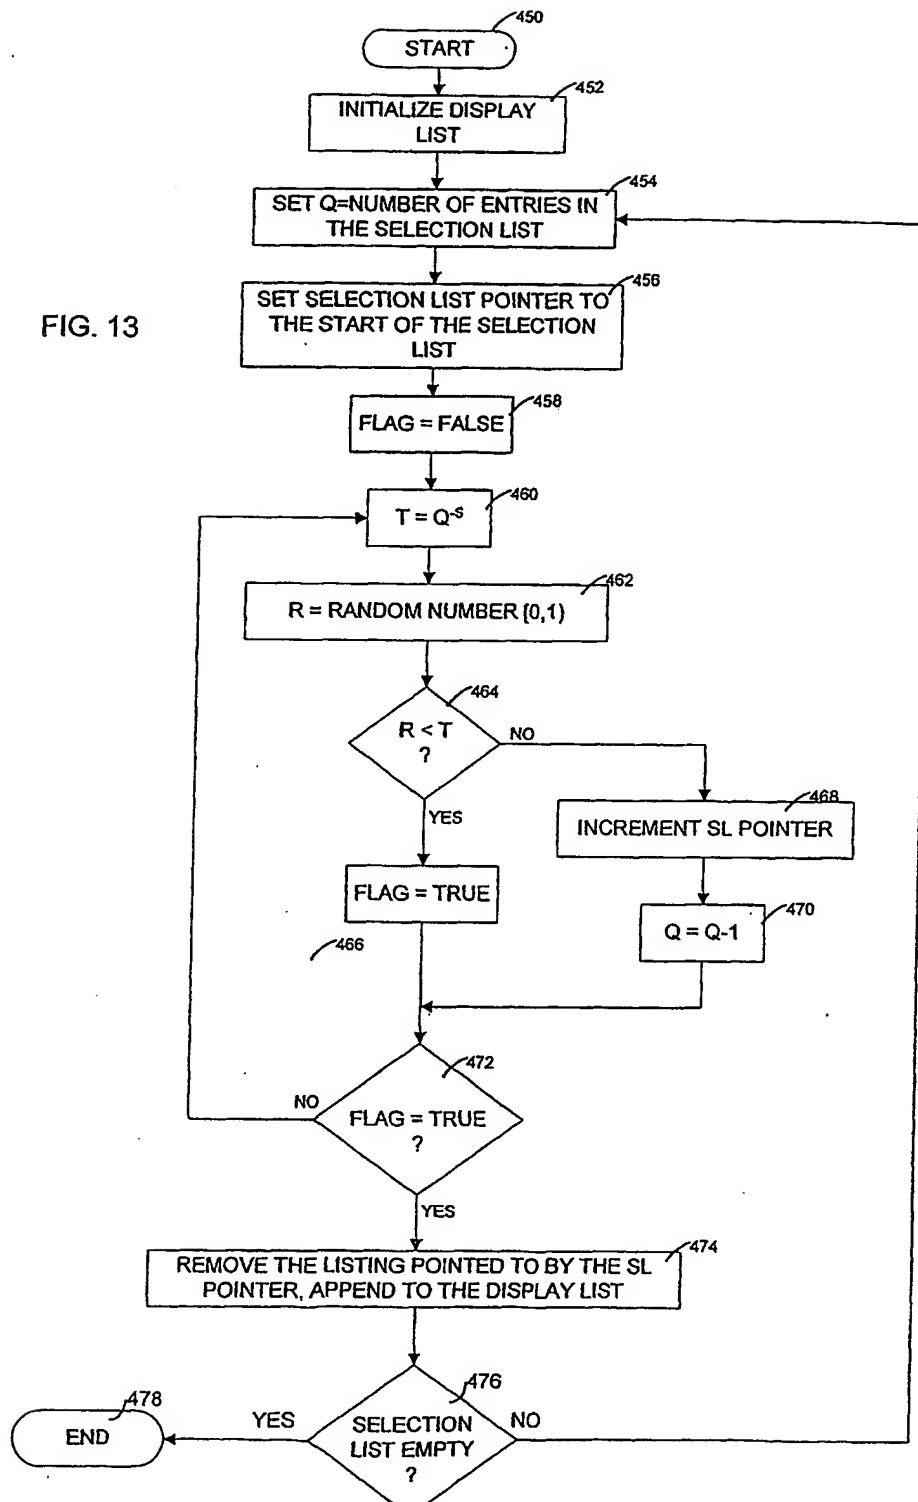 450
START
452
INITIALIZE DISPLAY
LIST
454
SET Q=NUMBER OF ENTRIES IN
THE SELECTION LIST
456
SET SELECTION LIST POINTER TO
THE START OF THE SELECTION
LIST
FIG. 13
458
FLAG = FALSE
460
T = Q-S
462
R = RANDOM NUMBER [0,1)
464
R < T
?
NO
YES
468
INCREMENT SL POINTER
FLAG = TRUE
470
Q = Q-1
466
472
NO
FLAG = TRUE
?
YES
474
REMOVE THE LISTING POINTED TO BY THE SL
POINTER, APPEND TO THE DISPLAY LIST
476
478
END
YES
SELECTION
LIST EMPTY
?
NO